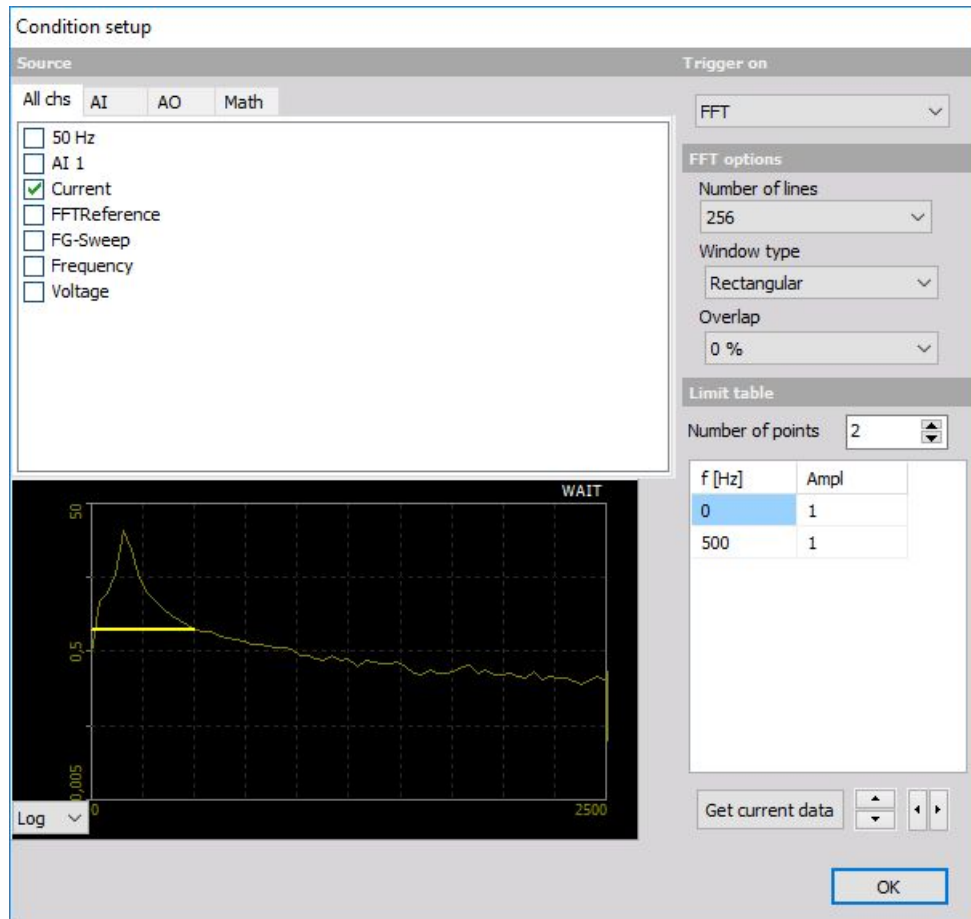 Condition setup
Source
All chs AI AO Math
50 Hz
AI 1
Current
FFTReference
FG-Sweep
Frequency
Voltage
Trigger on
FFT
FFT options
Number of lines
256
Window type
Rectangular
Overlap
0 %
Limit table
Number of points 2
f [Hz] Ampl
0 1
500 1
WAIT
50
0,5
0,005
0 2500
Log
Get current data
OK